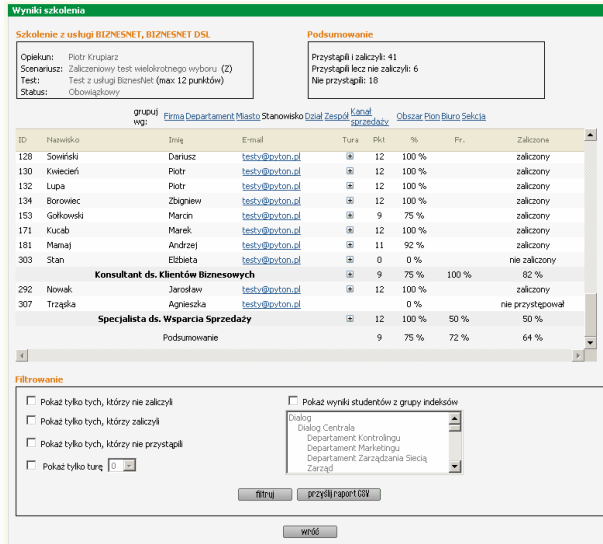 Wyniki szkolenia
Szkolenie z usługi BIZNESNET, BIZNESNET DSL
Opiekun: Piotr Krupiarz
Scenariusz: Zaliczeniowy test wielokrotnego wyboru (Z)
Test: Test z usługi BiznesNet (max 12 punktów)
Status: Obowiązkowy
Podsumowanie
Przystąpili i zaliczyli: 41
Przystąpili lecz nie zaliczyli: 6
Nie przystąpili: 18
grupuj wg: Firma Departament Miasto Stanowisko Dział Zespół Kanał sprzedaży Obszar Pion Biuro Sekcja
ID Nazwisko Imię E-mail Tura Pkt % Fr. Zaliczone
128 Sowiński Dariusz testy@pyton.pl 12 100 % zaliczony
130 Kwiecień Piotr testy@pyton.pl 12 100 % zaliczony
132 Lupa Piotr testy@pyton.pl 12 100 % zaliczony
134 Borowiec Zbigniew testy@pyton.pl 12 100 % zaliczony
153 Gołkowski Marcin testy@pyton.pl 9 75 % zaliczony
171 Kucab Marek testy@pyton.pl 12 100 % zaliczony
181 Mamaj Andrzej testy@pyton.pl 11 92 % zaliczony
303 Stan Elżbieta testy@pyton.pl 0 0 % nie zaliczony
Konsultant ds. Klientów Biznesowych 9 75 % 100 % 82 %
292 Nowak Jarosław testy@pyton.pl 12 100 % zaliczony
307 Trząska Agnieszka testy@pyton.pl 0 % nie przystępował
Specjalista ds. Wsparcia Sprzedaży 12 100 % 50 % 50 %
Podsumowanie 9 75 % 72 % 64 %
Filtrowanie
Pokaż tylko tych, którzy nie zaliczyli
Pokaż tylko tych, którzy zaliczyli
Pokaż tylko tych, którzy nie przystąpili
Pokaż tylko turę 0
Pokaż wyniki studentów z grupy indeksów
Dialog
Dialog Centrala
Departament Kontrolingu
Departament Marketingu
Departament Zarządzania Siecią
Zarząd
filtruj przyślij raport CSV
wróć